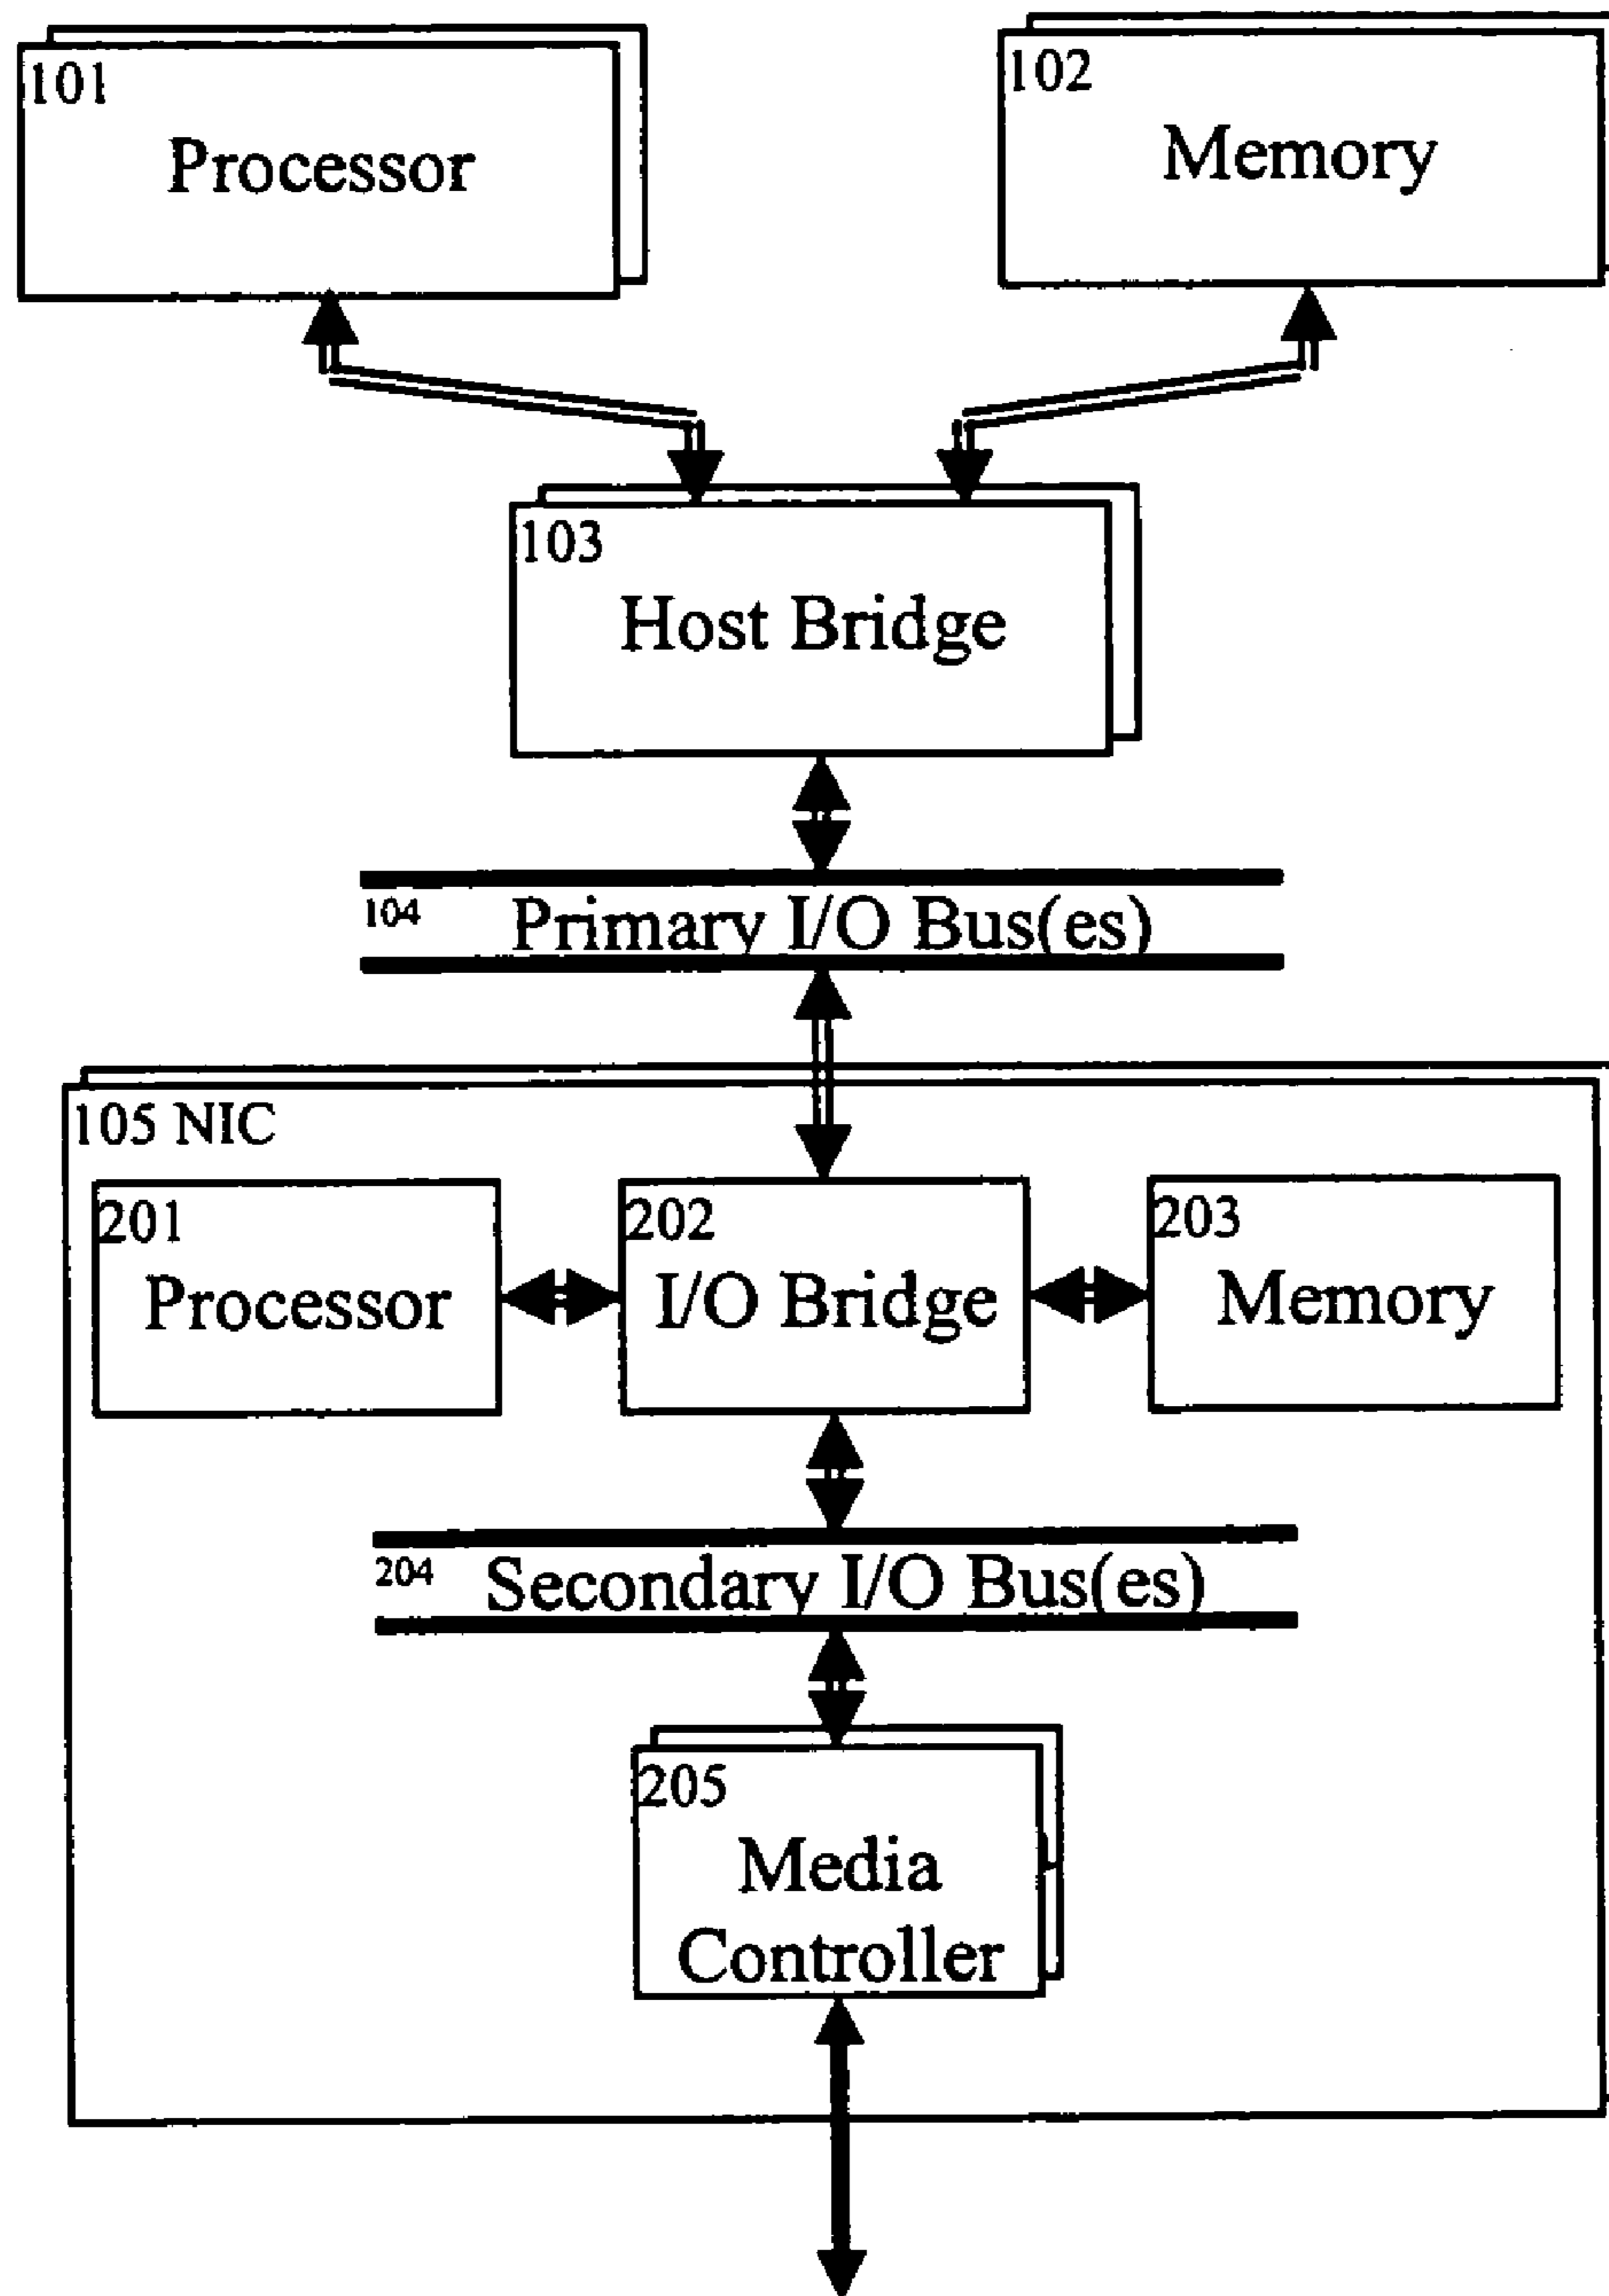 101
Processor
102
Memory
103
Host Bridge
104 Primary I/O Bus(es)
105 NIC
201
Processor
202
I/O Bridge
203
Memory
204 Secondary I/O Bus(es)
205
Media
Controller